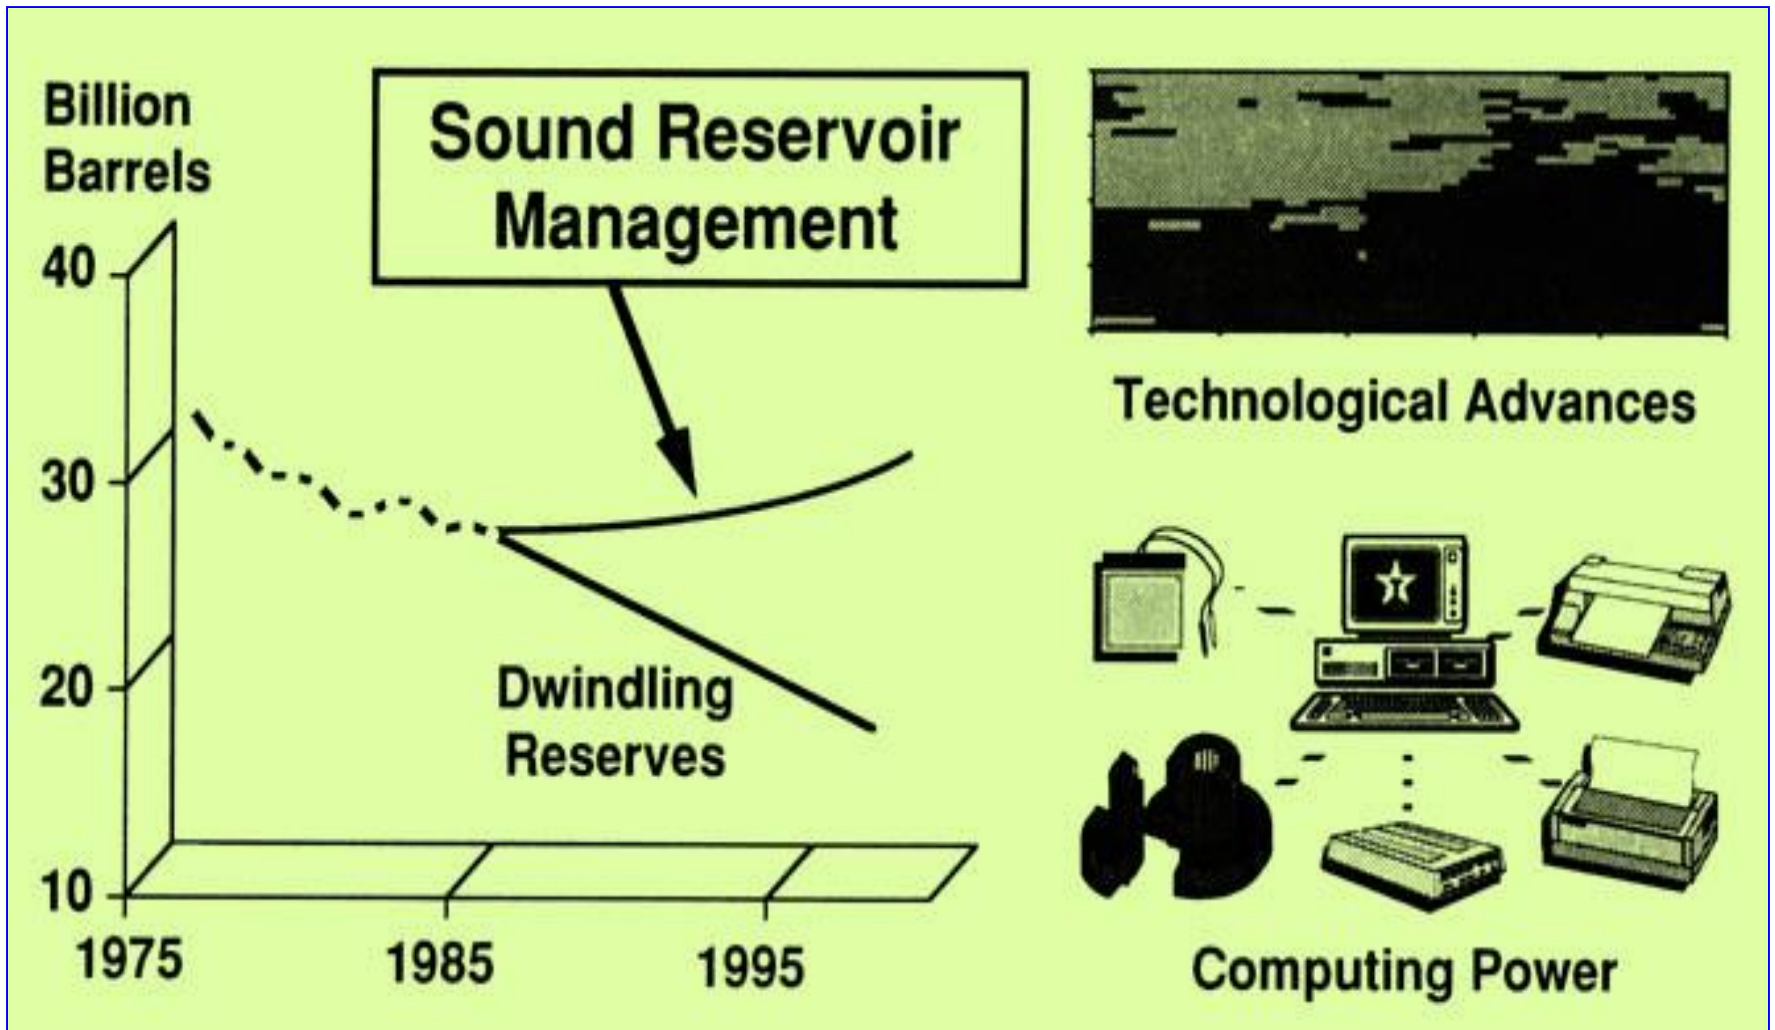 Billion
Barrels
40
30
20
10
1975
1985
1995
Sound Reservoir
Management
Dwindling
Reserves
Technological Advances
T
Computing Power